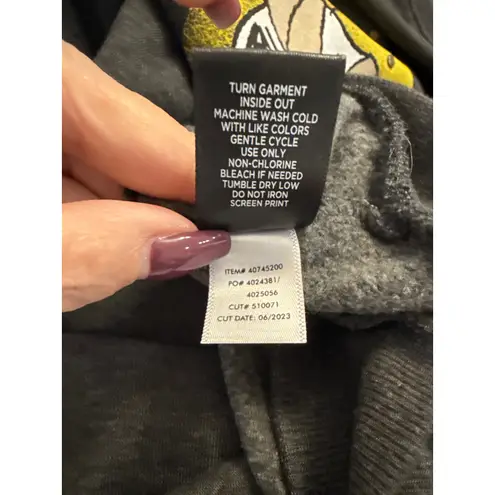 TURN GARMENT
INSIDE OUT
MACHINE WASH COLD
WITH LIKE COLORS
GENTLE CYCLE
USE ONLY
NON-CHLORINE
BLEACH IF NEEDED
TUMBLE DRY LOW
DO NOT IRON
SCREEN PRINT
ITEM# 40745200
PO# 4024381/
4025056
CUT# 510071
CUT DATE: 06/2023